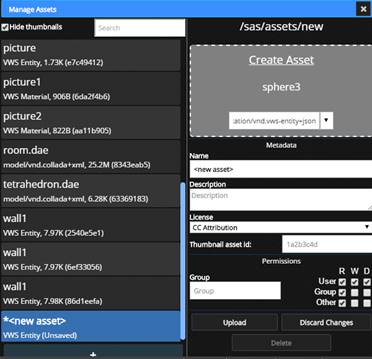 Manage Assets
Hide thumbnails
Search
picture
VWS Entity, 1.73K (e7c49412)
picture1
VWS Material, 906B (6da2f4b6)
picture2
VWS Material, 822B (aa11b905)
room.dae
model/vnd.collada+xml, 25.2M (8343eab5)
tetrahedron.dae
model/vnd.collada+xml, 6.28K (63369183)
wall1
VWS Entity, 7.97K (2540e5e1)
wall1
VWS Entity, 7.97K (6ef33056)
wall1
VWS Entity, 7.98K (86d1eefa)
*<new asset>
VWS Entity (Unsaved)
+
/sas/assets/new
Create Asset
sphere3
:ation/vnd.vws-entity+json
Metadata
Name
<new asset>
Description
Description
License
CC Attribution
Thumbnail asset id:
1a2b3c4d
Permissions
Group
Group
R W D
User
Group
Other
Upload
Discard Changes
Delete